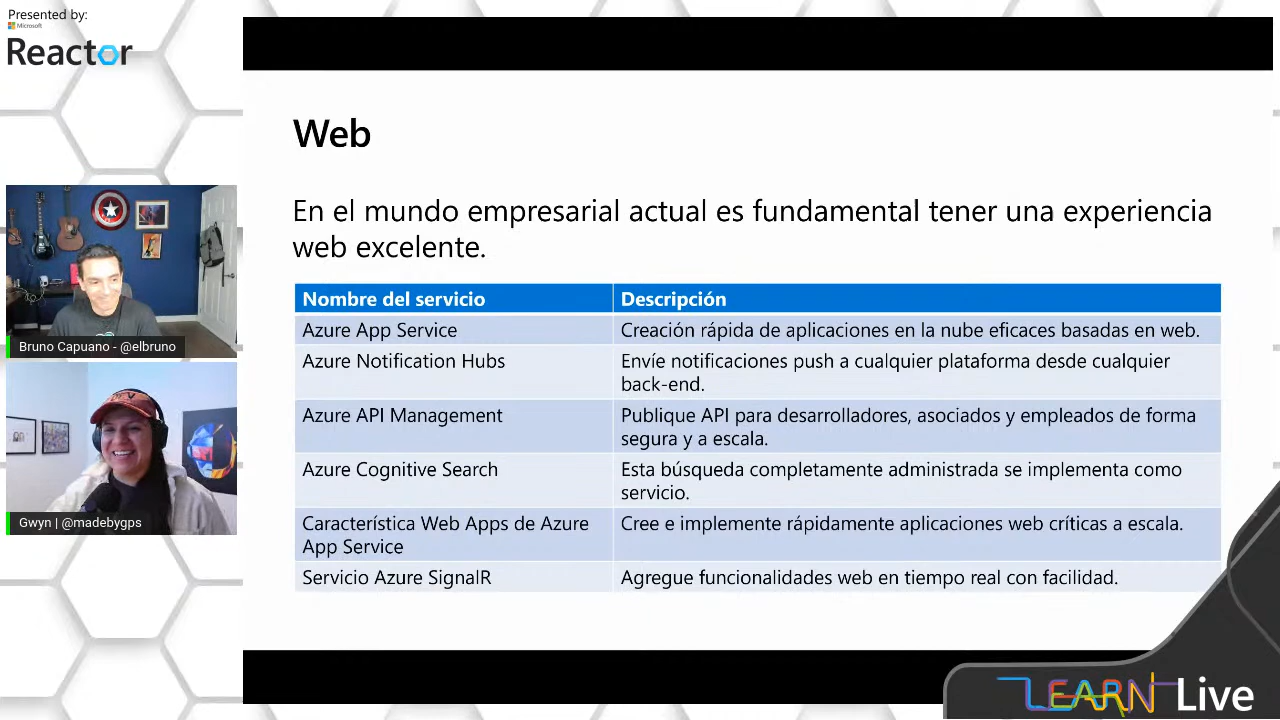 Presented by:
Microsoft
Reactor
Web
En el mundo empresarial actual es fundamental tener una experiencia
web excelente.
Nombre del servicio
Descripción
Azure App Service
Creación rápida de aplicaciones en la nube eficaces basadas en web.
Azure Notification Hubs
Envíe notificaciones push a cualquier plataforma desde cualquier
back-end.
Azure API Management
Publique API para desarrolladores, asociados y empleados de forma
segura y a escala.
Azure Cognitive Search
Esta búsqueda completamente administrada se implementa como
servicio.
Característica Web Apps de Azure
App Service
Cree e implemente rápidamente aplicaciones web críticas a escala.
Servicio Azure SignalR
Agregue funcionalidades web en tiempo real con facilidad.
Bruno Capuano - @elbruno
Gwyn | @madebygps
LEARN Live